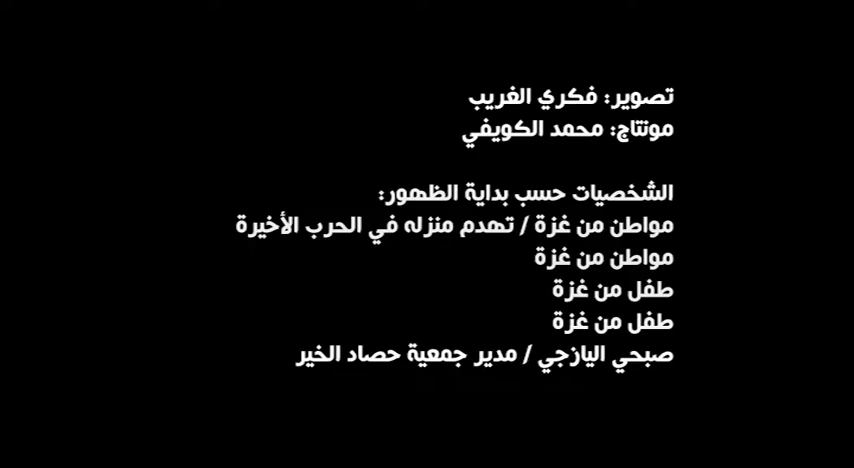 تصوير: فكري الغريب
مونتاج: محمد الكويفي
الشخصيات حسب بداية الظهور:
مواطن من غزة / تهدم منزله في الحرب الأخيرة
مواطن من غزة
طفل من غزة
طفل من غزة
صبحي اليازجي / مدير جمعية حصاد الخير